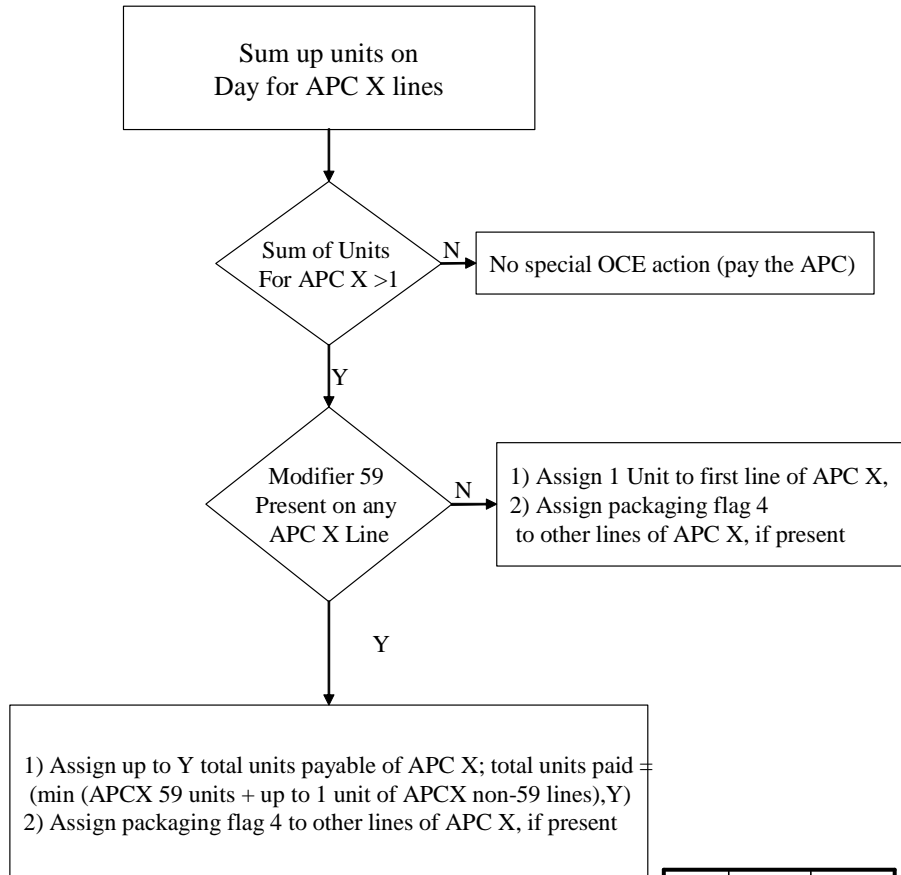 Sum up units on
Day for APC X lines
Sum of Units
For APC X >1
N
No special OCE action (pay the APC)
Y
Modifier 59
Present on any
APC X Line
N
1) Assign 1 Unit to first line of APC X,
2) Assign packaging flag 4
to other lines of APC X, if present
Y
1) Assign up to Y total units payable of APC X; total units paid =
(min (APCX 59 units + up to 1 unit of APCX non-59 lines),Y)
2) Assign packaging flag 4 to other lines of APC X, if present